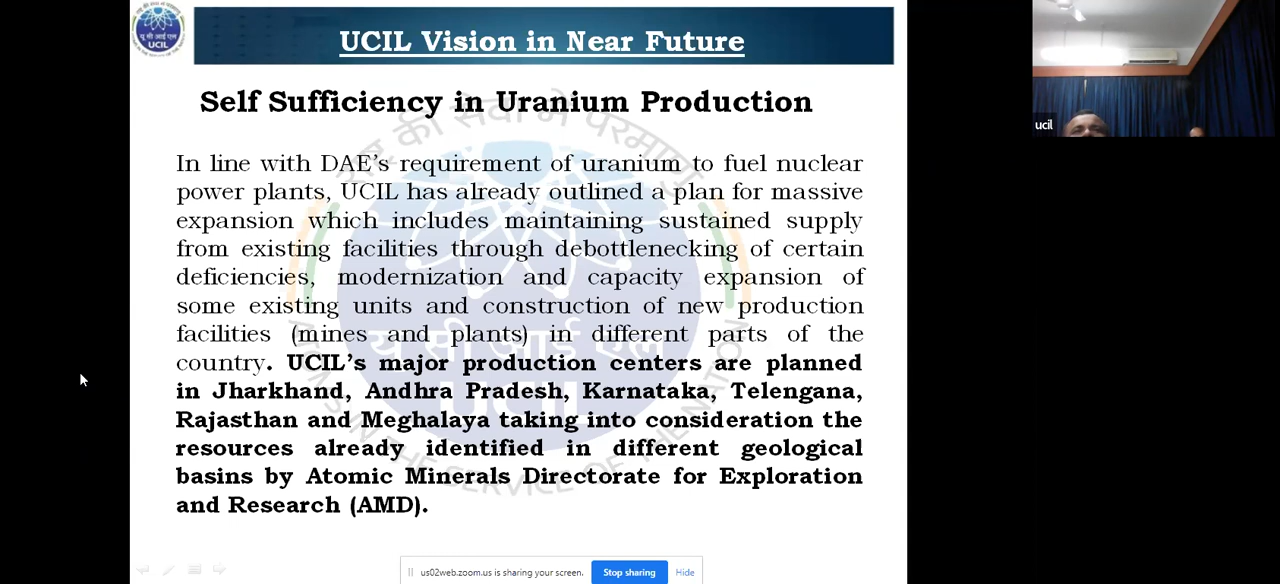 UCIL
UCIL Vision in Near Future
Self Sufficiency in Uranium Production
In line with DAE's requirement of uranium to fuel nuclear
power plants, UCIL has already outlined a plan for massive
expansion which includes maintaining sustained supply
from existing facilities through debottlenecking of certain
deficiencies, modernization and capacity expansion of
some existing units and construction of new production
facilities (mines and plants) in different parts of the
country. UCIL's major production centers are planned
in Jharkhand, Andhra Pradesh, Karnataka, Telengana,
Rajasthan and Meghalaya taking into consideration the
resources already identified in different geological
basins by Atomic Minerals Directorate for Exploration
and Research (AMD).
यू सी आई एल
ucil
us02web.zoom.us is sharing your screen.
Stop sharing
Hide